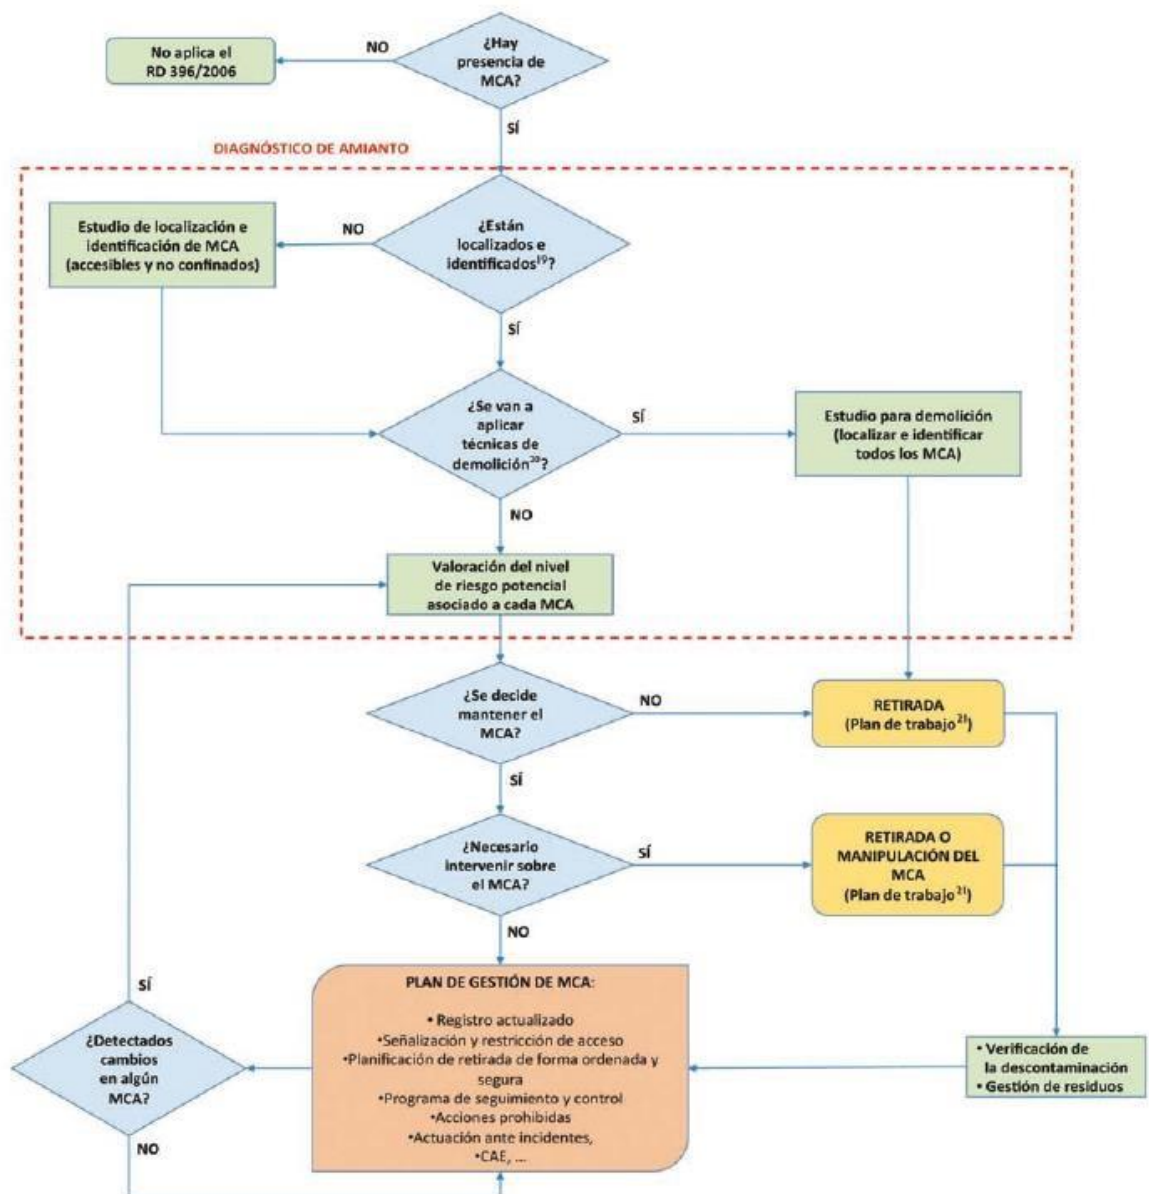 ¿Hay
presencia de
MCA?
NO
No aplica el
RD 396/2006
SÍ
DIAGNÓSTICO DE AMIANTO
¿Están
localizados e
identificados¹⁹?
NO
Estudio de localización e
identificación de MCA
(accesibles y no confinados)
SÍ
¿Se van a
aplicar
técnicas de
demolición²⁰?
SÍ
Estudio para demolición
(localizar e identificar
todos los MCA)
NO
Valoración del nivel
de riesgo potencial
asociado a cada MCA
¿Se decide
mantener el
MCA?
NO
RETIRADA
(Plan de trabajo²¹)
SÍ
¿Necesario
intervenir sobre
el MCA?
SÍ
RETIRADA O
MANIPULACIÓN DEL
MCA
(Plan de trabajo²¹)
NO
PLAN DE GESTIÓN DE MCA:
• Registro actualizado
•Señalización y restricción de acceso
•Planificación de retirada de forma ordenada y
segura
•Programa de seguimiento y control
•Acciones prohibidas
•Actuación ante incidentes,
•CAE, ...
SÍ
¿Detectados
cambios
en algún
MCA?
NO
• Verificación de
la descontaminación
• Gestión de residuos